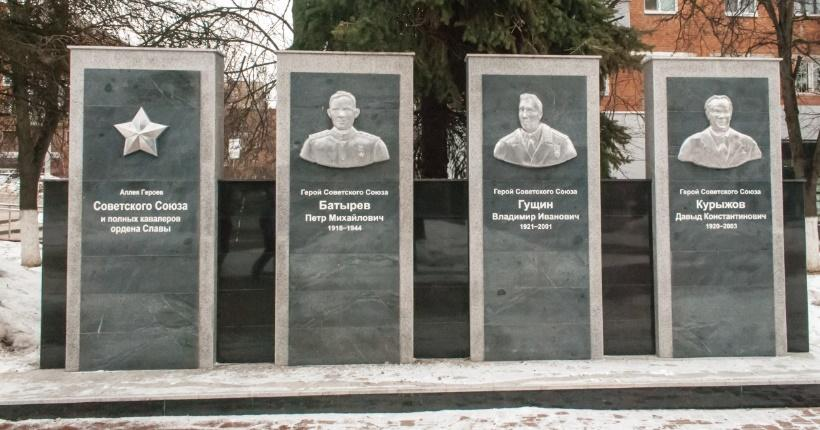 Аллея Героев
Советского Союза
и полных кавалеров
ордена Славы
Герой Советского Союза
Батырев
Петр Михайлович
1918–1944
Герой Советского Союза
Гущин
Владимир Иванович
1921–2001
Герой Советского Союза
Курыжов
Давыд Константинович
1920–2003